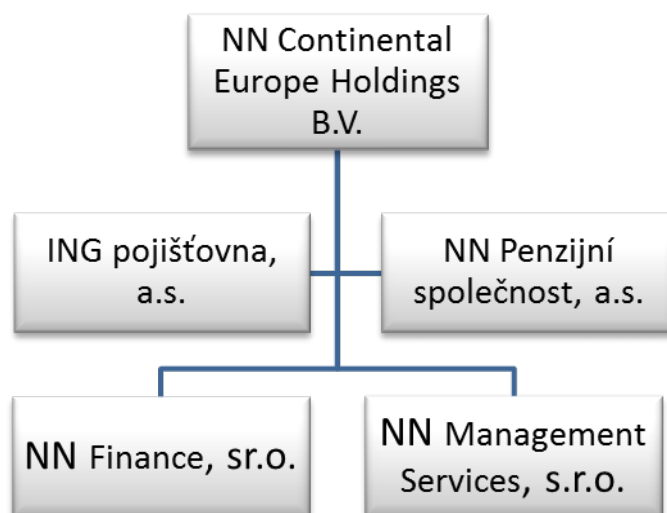 NN Continental
Europe Holdings
B.V.
ING pojišťovna,
a.s.
NN Penzijní
společnost, a.s.
NN Finance, sr.o.
NN Management
Services, s.r.o.